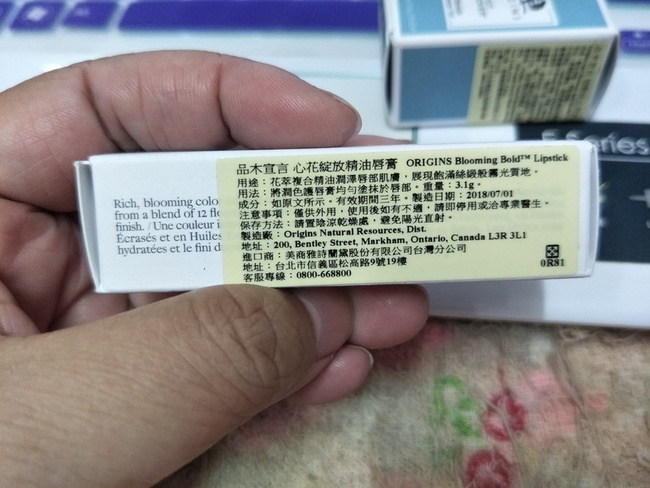 品木宣言 心花綻放精油唇膏 ORIGINS Blooming Bold™ Lipstick
用途：花萃複合精油潤澤唇部肌膚，展現飽滿絲緞般霧光質地。
用法：將潤色護唇膏均勻塗抹於唇部。重量：3.1g。
成分：如原文所示。有效期間三年。製造日期：2018/07/01
注意事項：僅供外用，使用後如有不適，請即停用或洽專業醫生。
保存方法：請置陰涼乾燥處，避免陽光直射。
製造廠：Origins Natural Resources, Dist.
地址：200, Bentley Street, Markham, Ontario, Canada L3R 3L1
進口商：美商雅詩蘭黛股份有限公司台灣分公司
地址：台北市信義區松高路9號19樓
客服專線：0800-668800
0R81
Rich, blooming colo
from a blend of 12 flo
finish. / Une couleur i
Écrasés et en Huiles
hydratées et le fini d
E Series